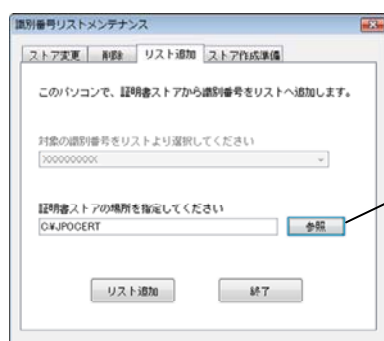 識別番号リストメンテナンス
ストア変更 削除 リスト追加 ストア作成準備
このパソコンで、証明書ストアから識別番号をリストへ追加します。
対象の識別番号をリストより選択してください
XXXXXXXXX
証明書ストアの場所を指定してください
C:¥JPOCERT 参照
リスト追加 終了